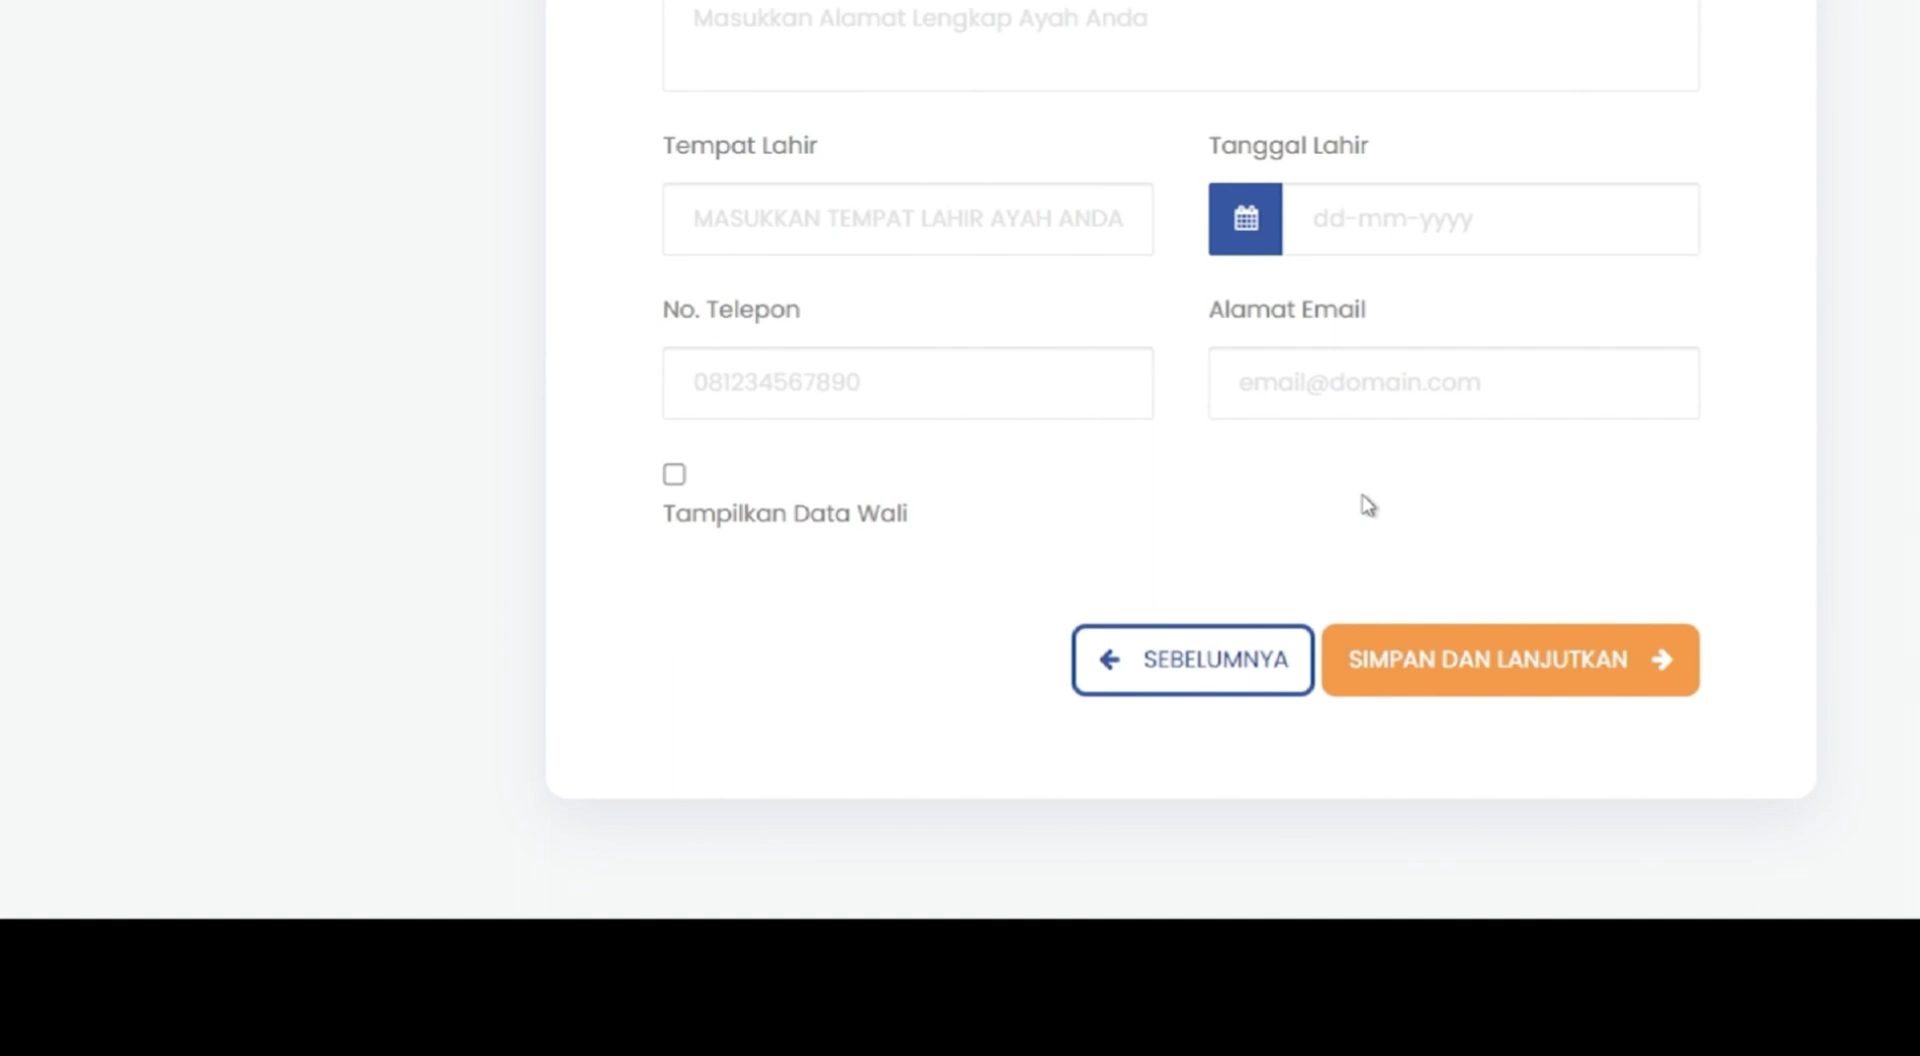 Masukkan Alamat Lengkap Ayah Anda
Tempat Lahir
Tanggal Lahir
MASUKKAN TEMPAT LAHIR AYAH ANDA
dd-mm-yyyy
No. Telepon
Alamat Email
081234567890
email@domain.com
Tampilkan Data Wali
SEBELUMNYA
SIMPAN DAN LANJUTKAN